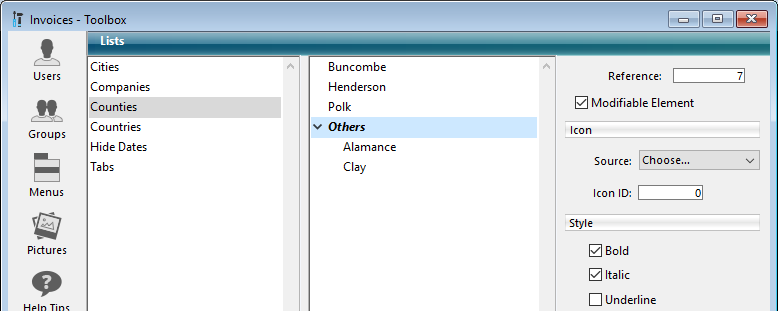 Invoices - Toolbox
Lists
Users
Groups
Menus
Pictures
Help Tips
Cities
Companies
Counties
Countries
Hide Dates
Tabs
Buncombe
Henderson
Polk
Others
Alamance
Clay
Reference: 7
Modifiable Element
Icon
Source: Choose...
Icon ID: 0
Style
Bold
Italic
Underline